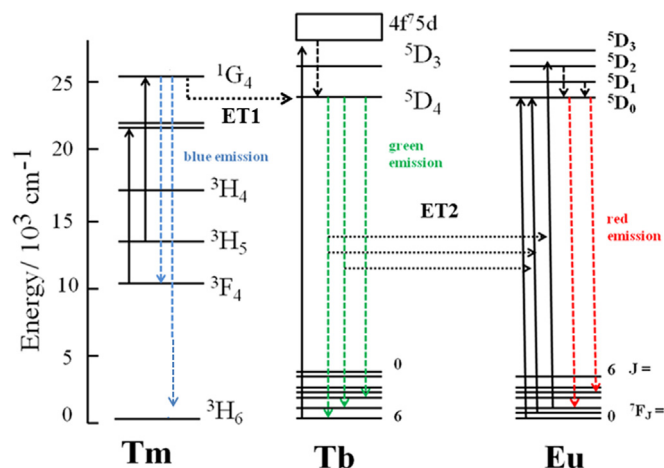 Energy/ 10³ cm⁻¹
25
20
15
10
5
0
¹G₄
ET1
blue emission
³H₄
³H₅
³F₄
³H₆
Tm
4f⁷5d
⁵D₃
⁵D₄
green
emission
ET2
0
6
Tb
⁵D₃
⁵D₂
⁵D₁
⁵D₀
red
emission
6 J =
0 ⁷F_J =
Eu